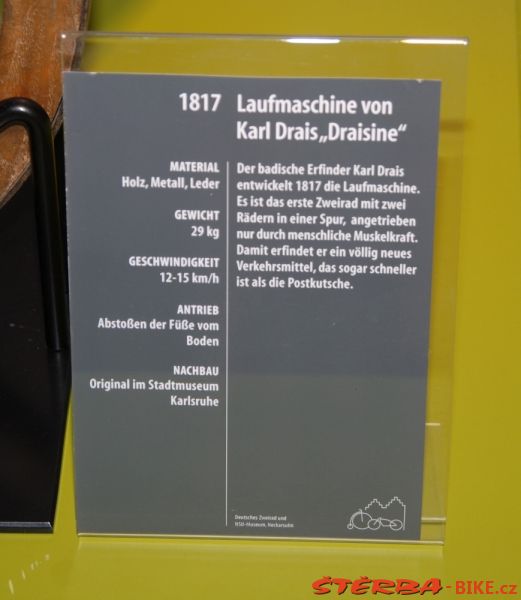 1817 Laufmaschine von
Karl Drais„Draisine“
MATERIAL
Holz, Metall, Leder
GEWICHT
29 kg
GESCHWINDIGKEIT
12-15 km/h
ANTRIEB
Abstoßen der Füße vom
Boden
NACHBAU
Original im Stadtmuseum
Karlsruhe
Der badische Erfinder Karl Drais
entwickelt 1817 die Laufmaschine.
Es ist das erste Zweirad mit zwei
Rädern in einer Spur, angetrieben
nur durch menschliche Muskelkraft.
Damit erfindet er ein völlig neues
Verkehrsmittel, das sogar schneller
ist als die Postkutsche.
Deutsches Zweirad und
NSU-Museum, Neckarsulm
ŠTĚRBA-BIKE.cz